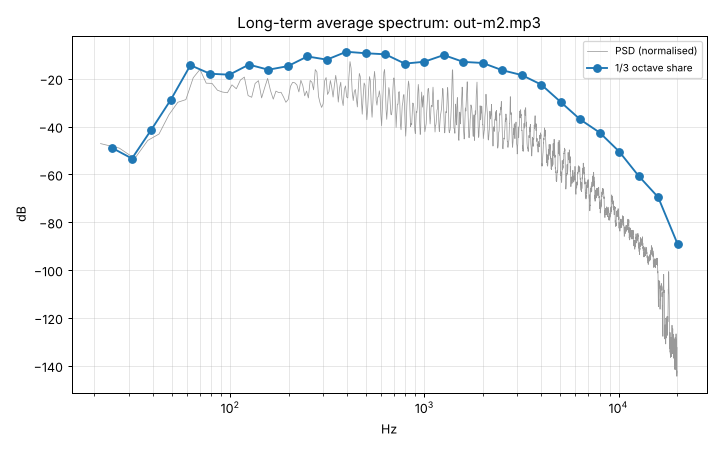 Long-term average spectrum: out-m2.mp3
PSD (normalised)
1/3 octave share
dB
−20
−40
−60
−80
−100
−120
−140
10²
10³
10⁴
Hz